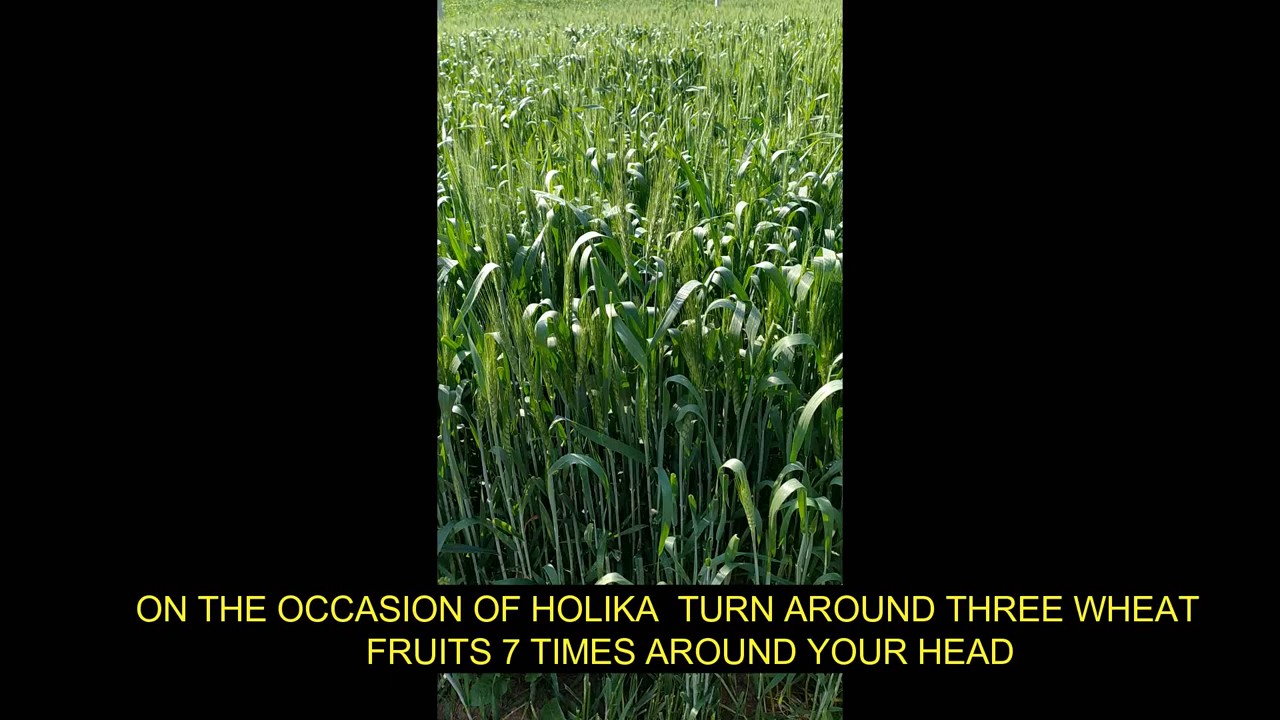 ON THE OCCASION OF HOLIKA  TURN AROUND THREE WHEAT
FRUITS 7 TIMES AROUND YOUR HEAD